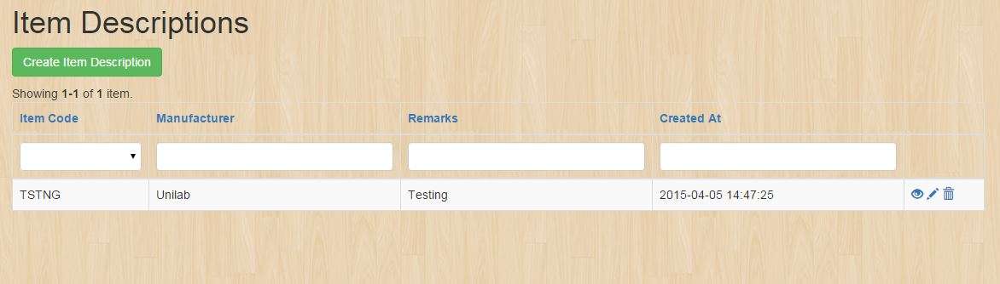 Item Descriptions
Create Item Description
Showing 1-1 of 1 item.
Item Code Manufacturer Remarks Created At
TSTNG Unilab Testing 2015-04-05 14:47:25